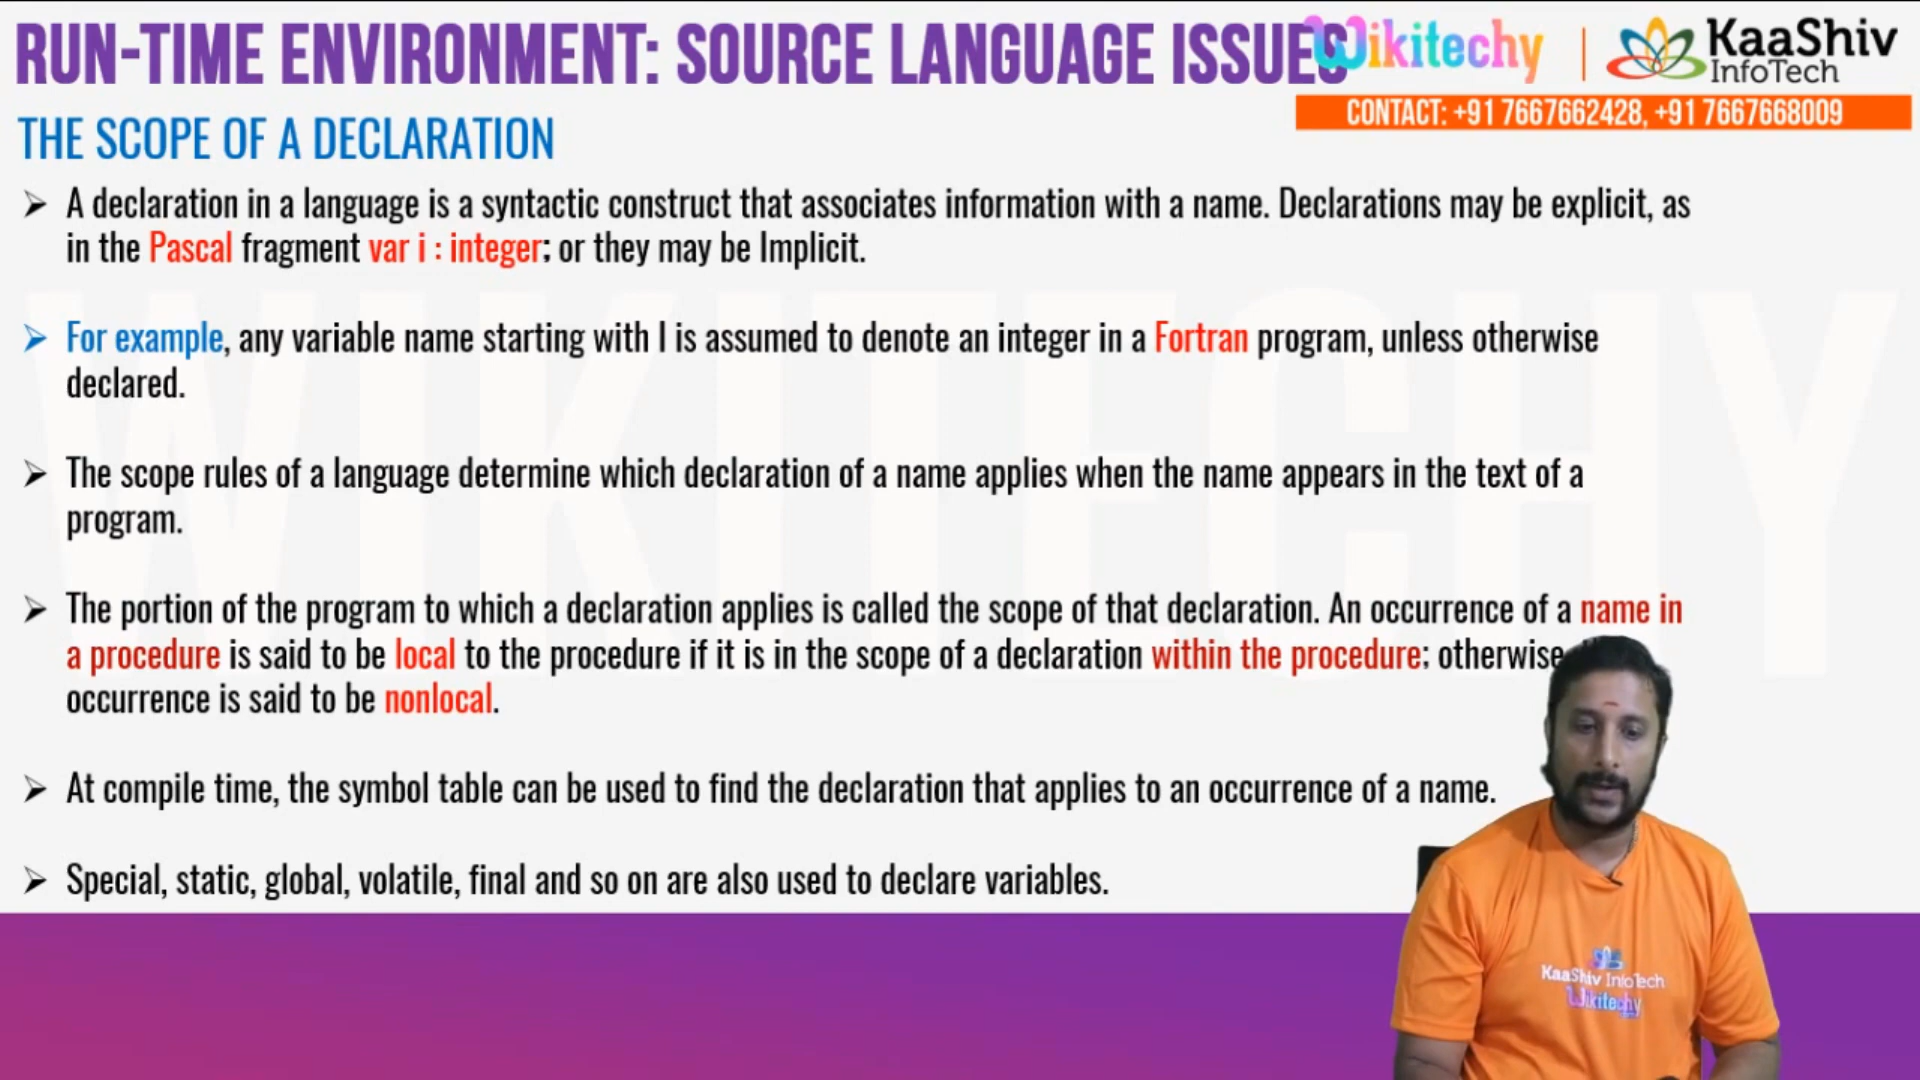 RUN-TIME ENVIRONMENT: SOURCE LANGUAGE ISSUES
Wikitechy
KaaShiv
InfoTech
CONTACT: +91 7667662428, +91 7667668009
THE SCOPE OF A DECLARATION
➢ A declaration in a language is a syntactic construct that associates information with a name. Declarations may be explicit, as
in the Pascal fragment var i : integer; or they may be Implicit.
➢ For example, any variable name starting with I is assumed to denote an integer in a Fortran program, unless otherwise
declared.
➢ The scope rules of a language determine which declaration of a name applies when the name appears in the text of a
program.
➢ The portion of the program to which a declaration applies is called the scope of that declaration. An occurrence of a name in
a procedure is said to be local to the procedure if it is in the scope of a declaration within the procedure; otherwise
occurrence is said to be nonlocal.
➢ At compile time, the symbol table can be used to find the declaration that applies to an occurrence of a name.
➢ Special, static, global, volatile, final and so on are also used to declare variables.
WIKITECHY
KaaShiv InfoTech
Wikitechy